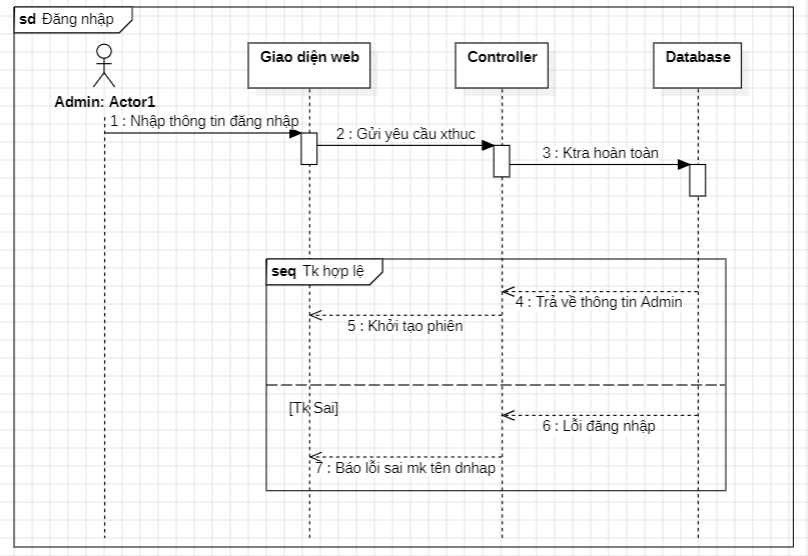 sd Đăng nhập
Giao diện web
Controller
Database
Admin: Actor1
1 : Nhập thông tin đăng nhập
2 : Gửi yêu cầu xthuc
3 : Ktra hoàn toàn
seq Tk hợp lệ
4 : Trả về thông tin Admin
5 : Khởi tạo phiên
[Tk Sai]
6 : Lỗi đăng nhập
7 : Báo lỗi sai mk tên dnhap